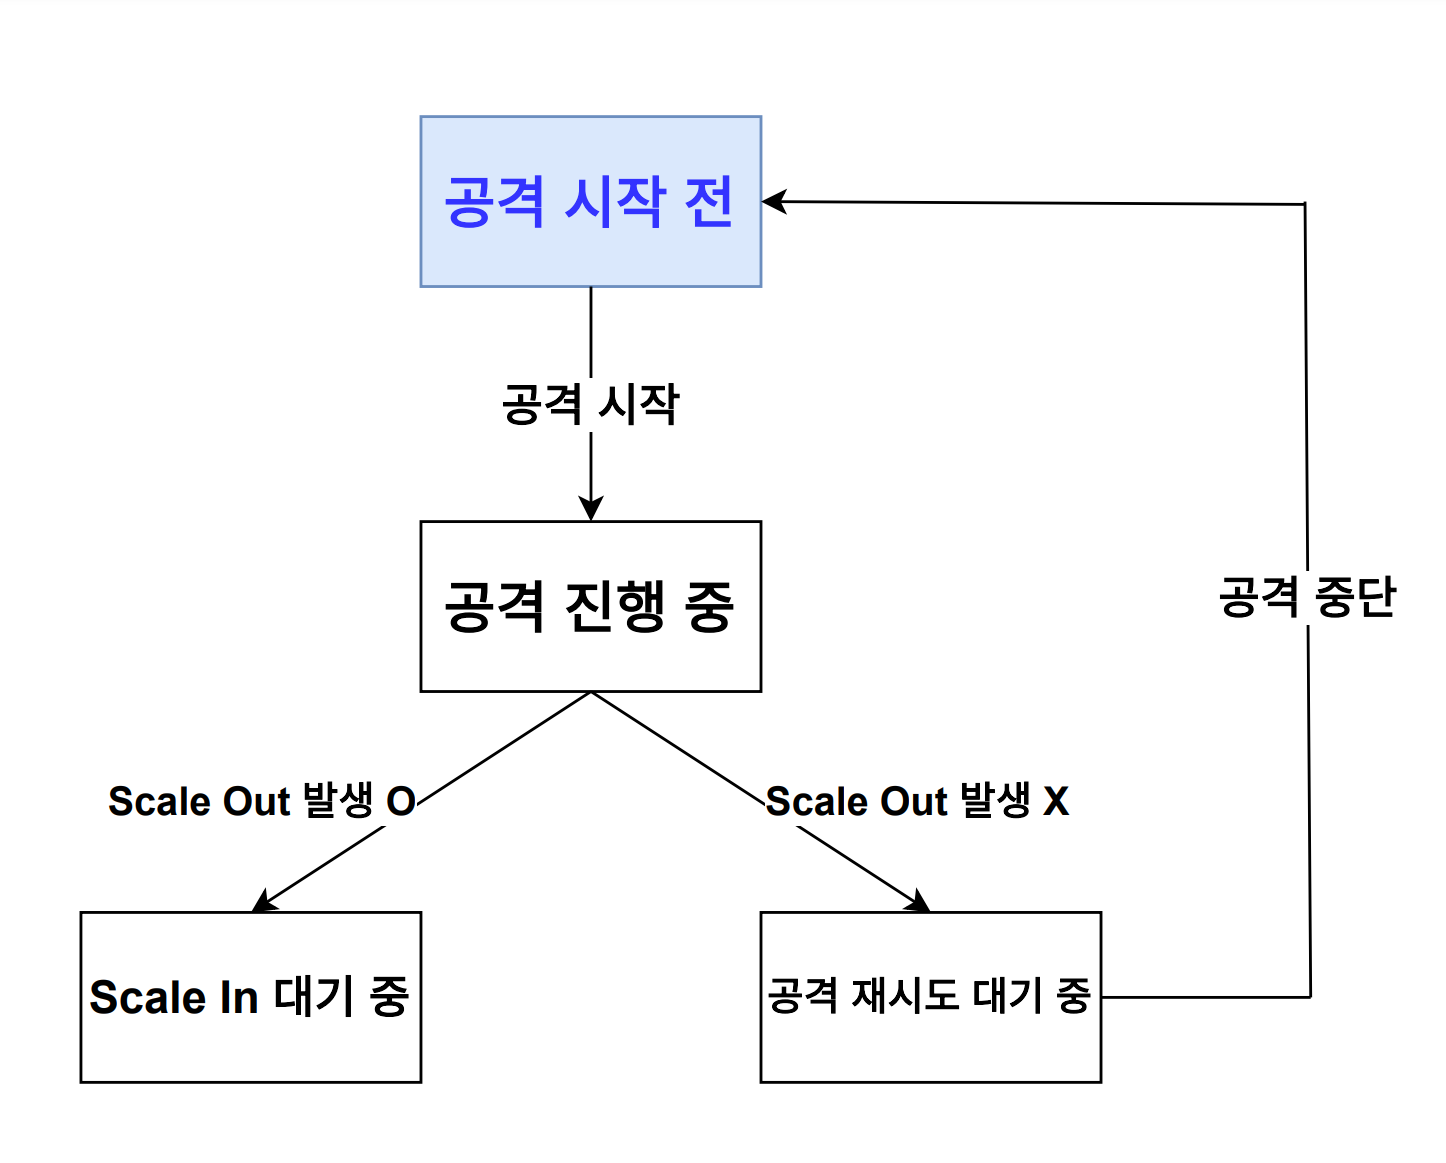 공격 시작 전
공격 시작
공격 진행 중
공격 중단
Scale Out 발생 O
Scale Out 발생 X
Scale In 대기 중
공격 재시도 대기 중